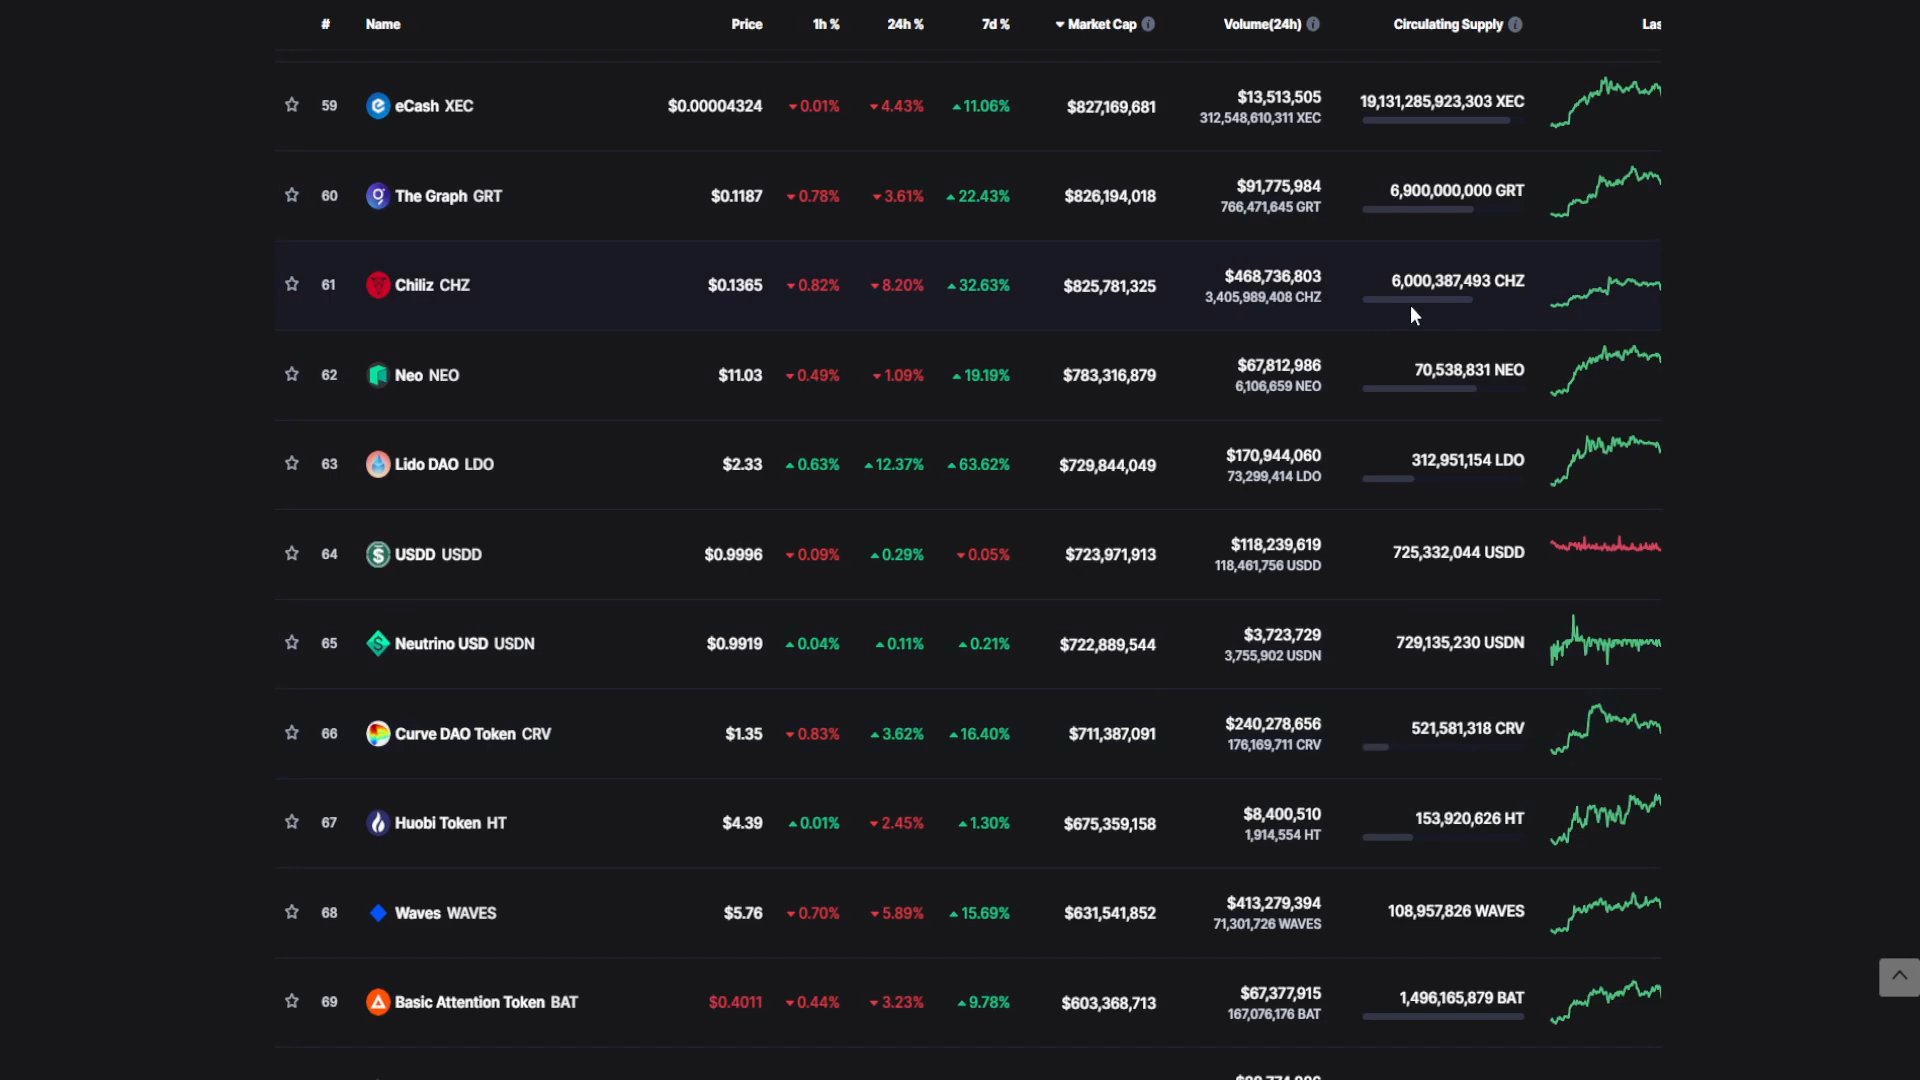 # Name Price 1h % 24h % 7d % Market Cap Volume(24h) Circulating Supply Las
59 eCash XEC $0.00004324 0.01% 4.43% 11.06% $827,169,681 $13,513,505 19,131,285,923,303 XEC
312,548,610,311 XEC
60 The Graph GRT $0.1187 0.78% 3.61% 22.43% $826,194,018 $91,775,984 6,900,000,000 GRT
766,471,645 GRT
61 Chiliz CHZ $0.1365 0.82% 8.20% 32.63% $825,781,325 $468,736,803 6,000,387,493 CHZ
3,405,989,408 CHZ
62 Neo NEO $11.03 0.49% 1.09% 19.19% $783,316,879 $67,812,986 70,538,831 NEO
6,106,659 NEO
63 Lido DAO LDO $2.33 0.63% 12.37% 63.62% $729,844,049 $170,944,060 312,951,154 LDO
73,299,414 LDO
64 USDD USDD $0.9996 0.09% 0.29% 0.05% $723,971,913 $118,239,619 725,332,044 USDD
118,461,756 USDD
65 Neutrino USD USDN $0.9919 0.04% 0.11% 0.21% $722,889,544 $3,723,729 729,135,230 USDN
3,755,902 USDN
66 Curve DAO Token CRV $1.35 0.83% 3.62% 16.40% $711,387,091 $240,278,656 521,581,318 CRV
176,169,711 CRV
67 Huobi Token HT $4.39 0.01% 2.45% 1.30% $675,359,158 $8,400,510 153,920,626 HT
1,914,554 HT
68 Waves WAVES $5.76 0.70% 5.89% 15.69% $631,541,852 $413,279,394 108,957,826 WAVES
71,301,726 WAVES
69 Basic Attention Token BAT $0.4011 0.44% 3.23% 9.78% $603,368,713 $67,377,915 1,496,165,879 BAT
167,076,176 BAT